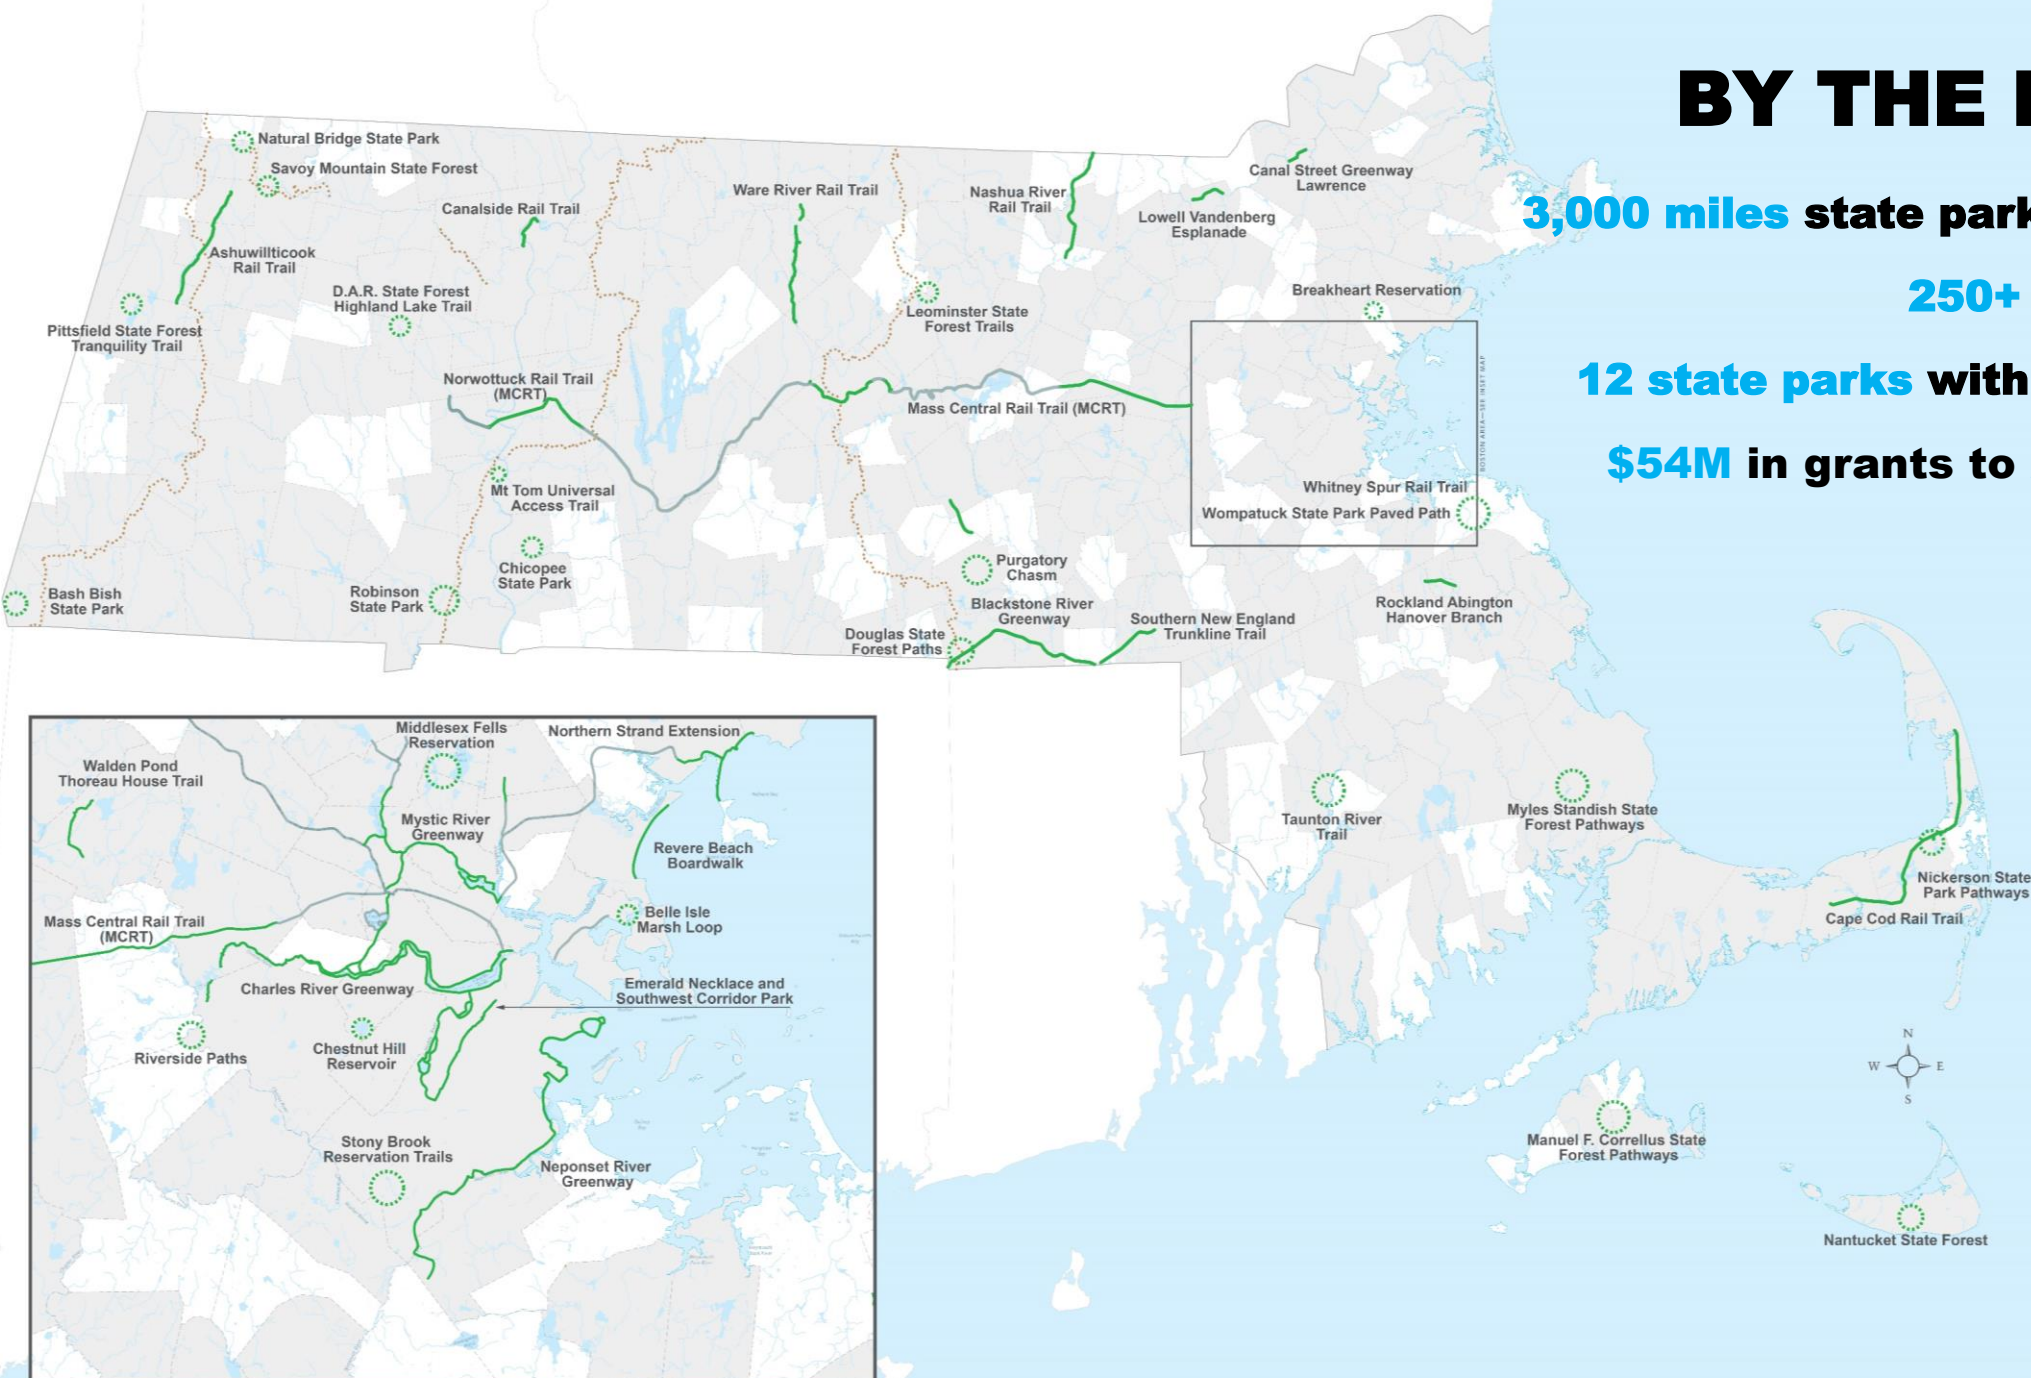 BY THE
3,000 miles state park
250+
12 state parks with
$54M in grants to
Natural Bridge State Park
Savoy Mountain State Forest
Canalside Rail Trail
Ware River Rail Trail
Nashua River
Rail Trail
Canal Street Greenway
Lawrence
Lowell Vandenberg
Esplanade
Ashuwillticook
Rail Trail
D.A.R. State Forest
Highland Lake Trail
Breakheart Reservation
Leominster State
Forest Trails
Pittsfield State Forest
Tranquility Trail
Norwottuck Rail Trail
(MCRT)
Mass Central Rail Trail (MCRT)
BOSTON AREA—SEE INSET MAP
Mt Tom Universal
Access Trail
Whitney Spur Rail Trail
Wompatuck State Park Paved Path
Chicopee
State Park
Purgatory
Chasm
Bash Bish
State Park
Robinson
State Park
Blackstone River
Greenway
Southern New England
Trunkline Trail
Rockland Abington
Hanover Branch
Douglas State
Forest Paths
Taunton River
Trail
Myles Standish State
Forest Pathways
Nickerson State
Park Pathways
Cape Cod Rail Trail
N
W
E
S
Manuel F. Correllus State
Forest Pathways
Nantucket State Forest
Middlesex Fells
Reservation
Northern Strand Extension
Walden Pond
Thoreau House Trail
Mystic River
Greenway
Revere Beach
Boardwalk
Mass Central Rail Trail
(MCRT)
Belle Isle
Marsh Loop
Charles River Greenway
Emerald Necklace and
Southwest Corridor Park
Riverside Paths
Chestnut Hill
Reservoir
Stony Brook
Reservation Trails
Neponset River
Greenway